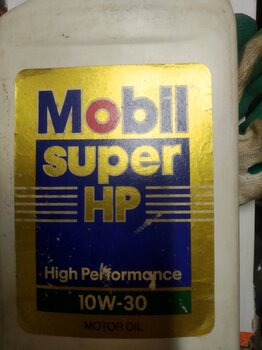 Mobil
super
HP
High Performance
10W-30
MOTOR OIL